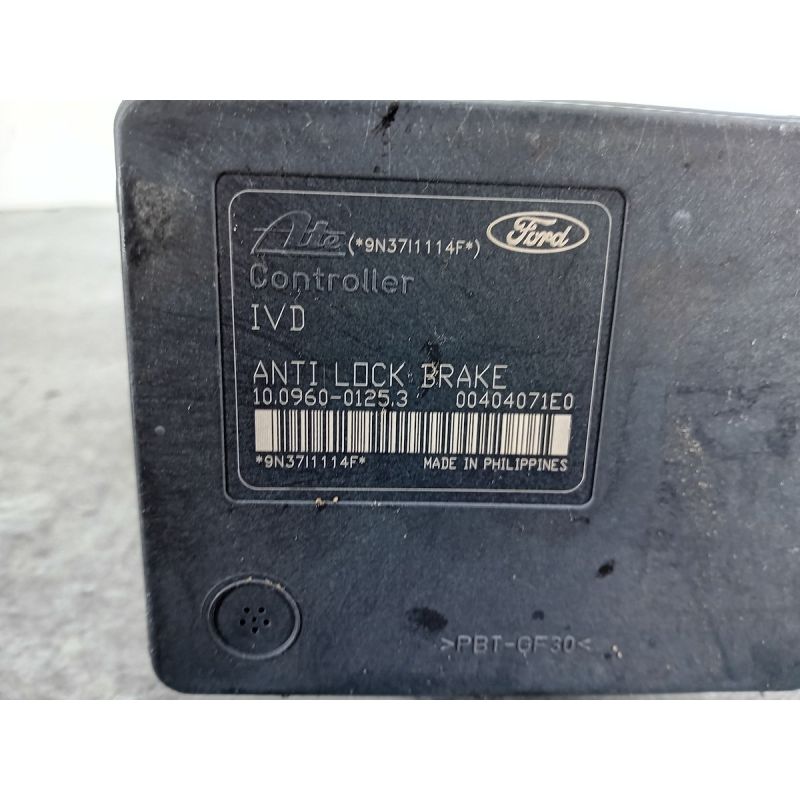 Ate (*9N37I1114F*) Ford
Controller
IVD
ANTI LOCK BRAKE
10.0960-0125.3 00404071E0
*9N37I1114F* MADE IN PHILIPPINES
>PBT-GF30<